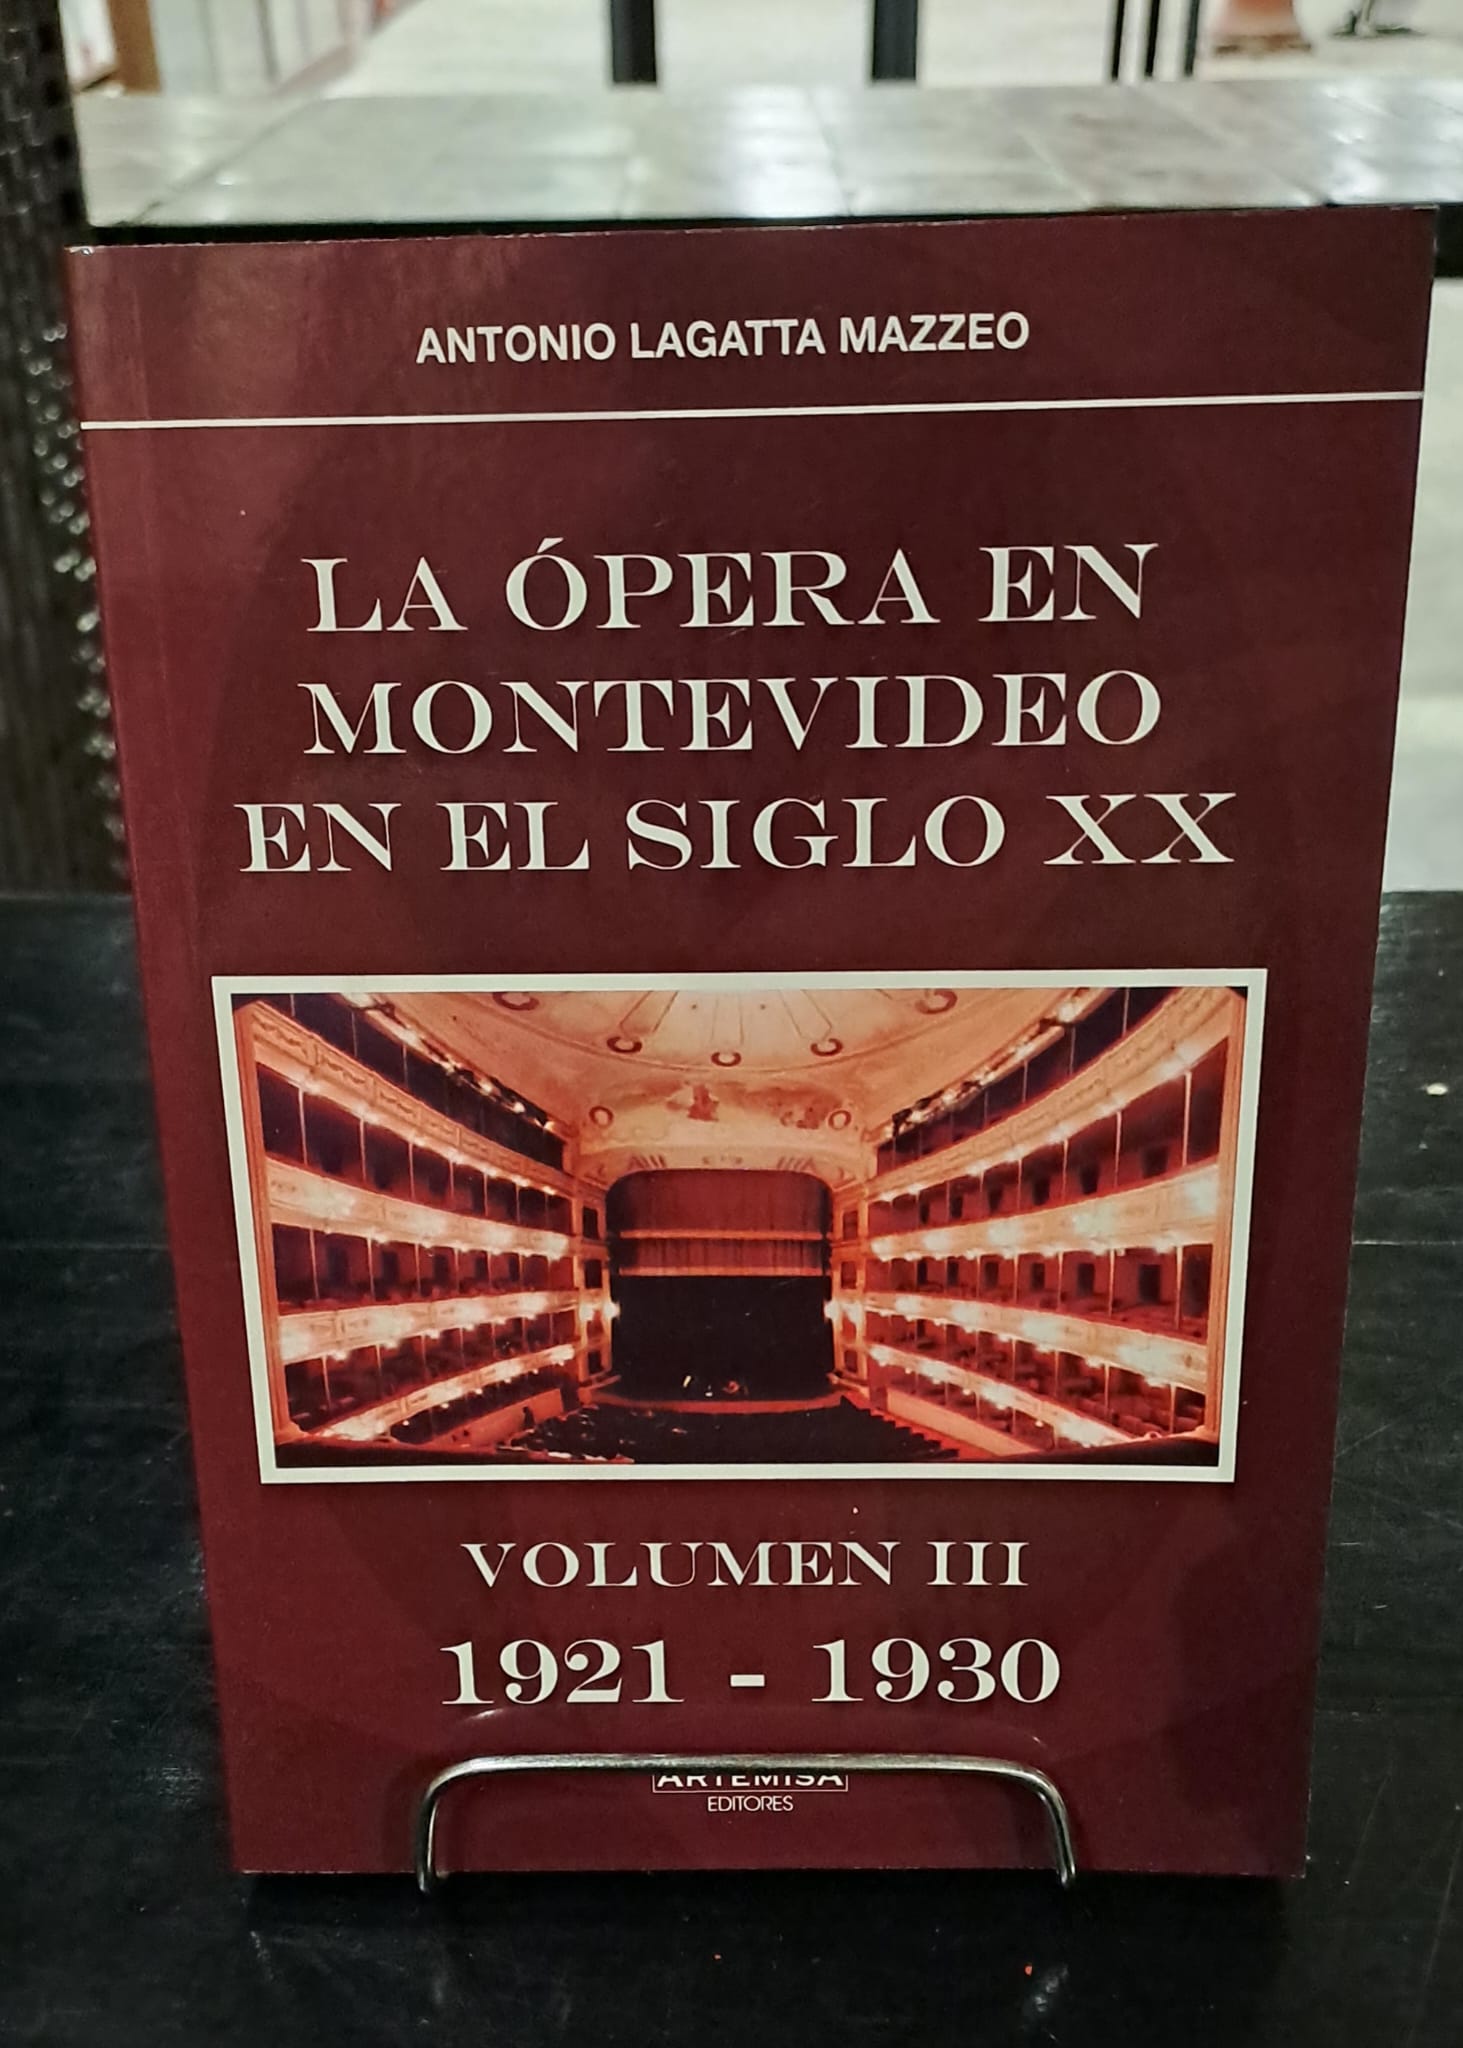 ANTONIO LAGATTA MAZZEO
LA ÓPERA EN
MONTEVIDEO
EN EL SIGLO XX
VOLUMEN III
1921 - 1930
ARTEMISA
EDITORES